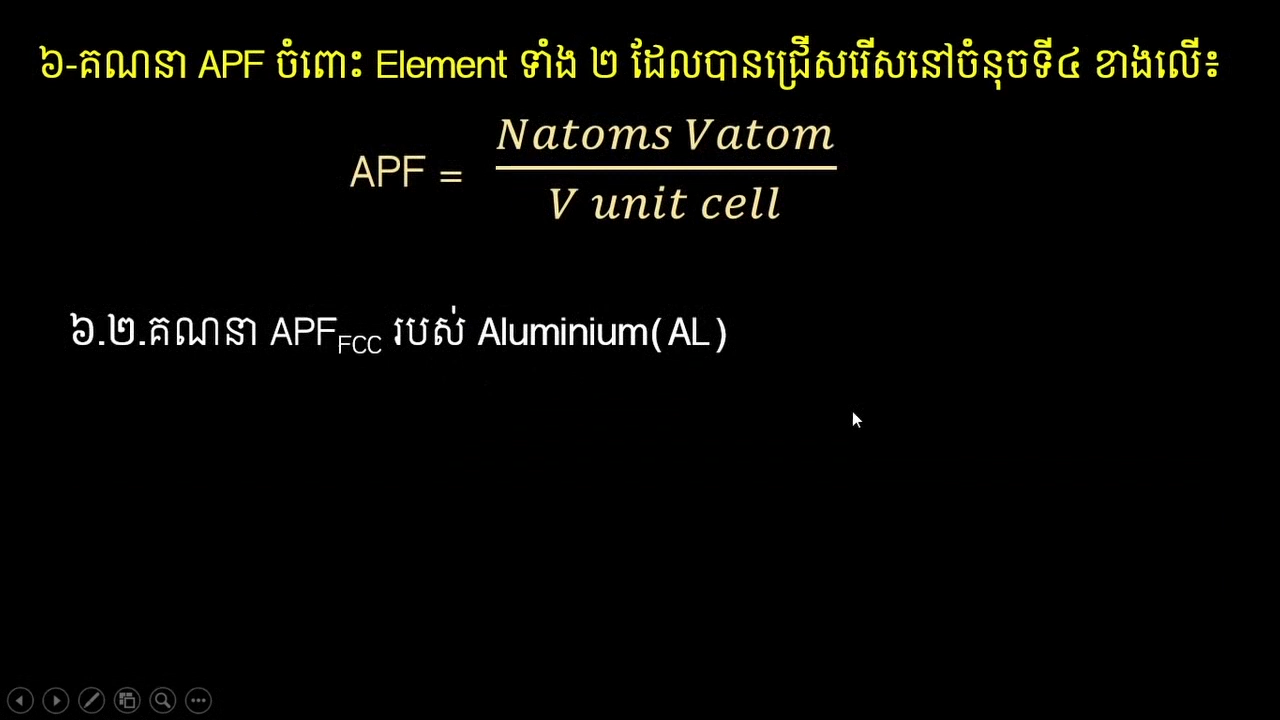 ៦-គណនា APF ចំពោះ Element ទាំង ២ ដែលបានជ្រើសរើសនៅចំនុចទី៤ ខាងលើ៖
Natoms Vatom
APF =
V unit cell
៦.២.គណនា APFFCC របស់ Aluminium(AL)